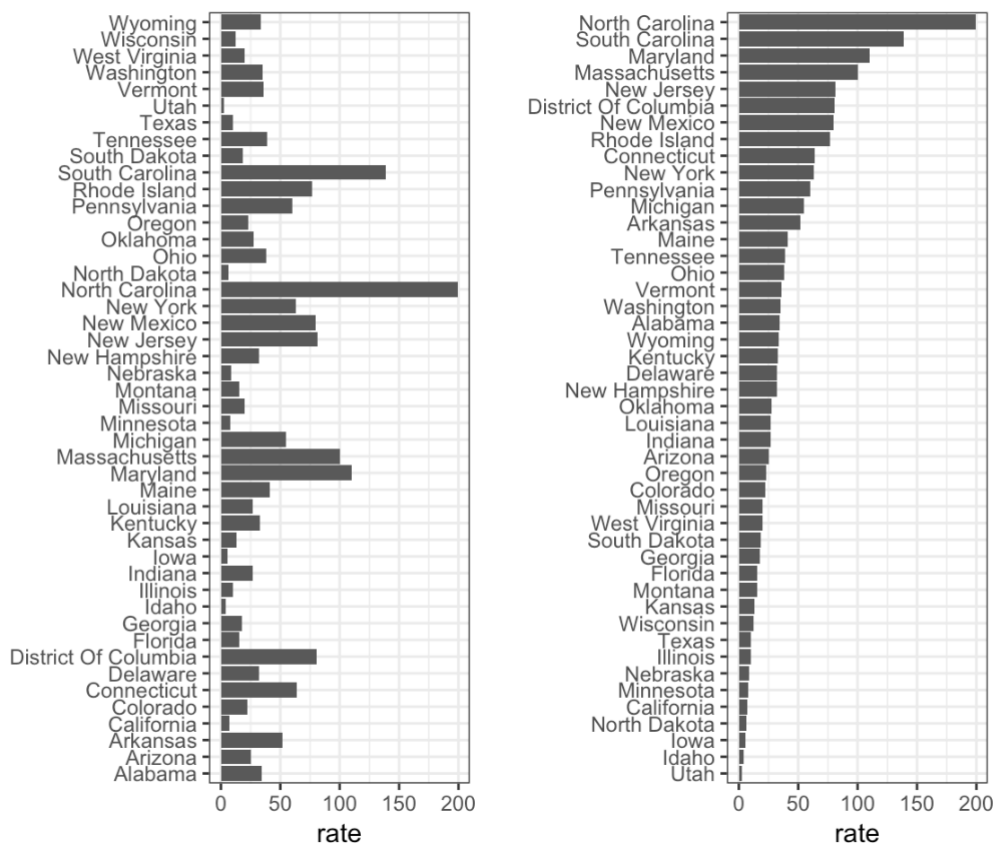 Wyoming
Wisconsin
West Virginia
Washington
Vermont
Utah
Texas
Tennessee
South Dakota
South Carolina
Rhode Island
Pennsylvania
Oregon
Oklahoma
Ohio
North Dakota
North Carolina
New York
New Mexico
New Jersey
New Hampshire
Nebraska
Montana
Missouri
Minnesota
Michigan
Massachusetts
Maryland
Maine
Louisiana
Kentucky
Kansas
Iowa
Indiana
Illinois
Idaho
Georgia
Florida
District Of Columbia
Delaware
Connecticut
Colorado
California
Arkansas
Arizona
Alabama
0 50 100 150 200
rate
North Carolina
South Carolina
Maryland
Massachusetts
New Jersey
District Of Columbia
New Mexico
Rhode Island
Connecticut
New York
Pennsylvania
Michigan
Arkansas
Maine
Tennessee
Ohio
Vermont
Washington
Alabama
Wyoming
Kentucky
Delaware
New Hampshire
Oklahoma
Louisiana
Indiana
Arizona
Oregon
Colorado
Missouri
West Virginia
South Dakota
Georgia
Florida
Montana
Kansas
Wisconsin
Texas
Illinois
Nebraska
Minnesota
California
North Dakota
Iowa
Idaho
Utah
0 50 100 150 200
rate